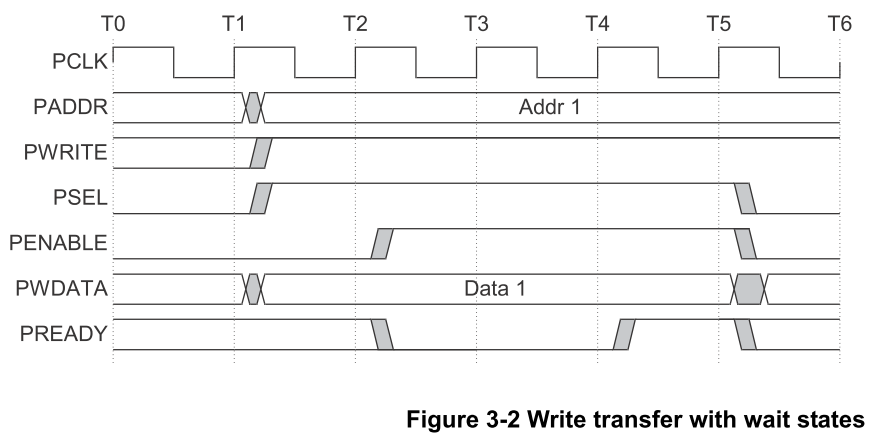 T0 T1 T2 T3 T4 T5 T6
PCLK
PADDR Addr 1
PWRITE
PSEL
PENABLE
PWDATA Data 1
PREADY
Figure 3-2 Write transfer with wait states